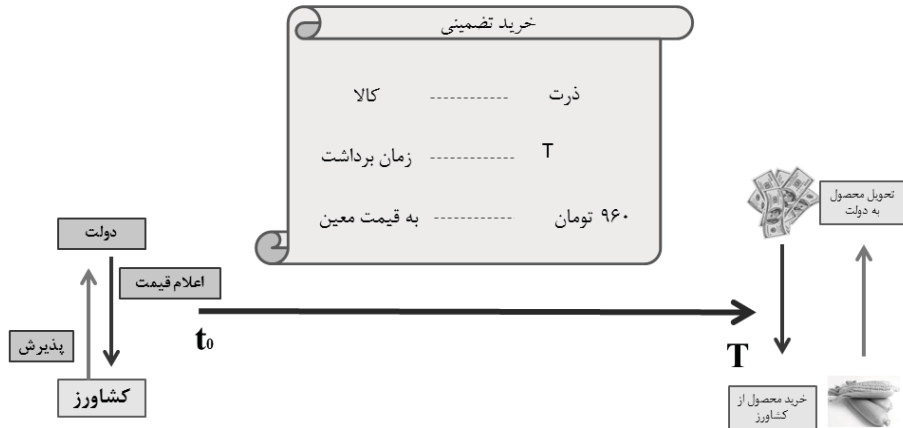 خرید تضمینی
کالا ---------- ذرت
زمان برداشت ---------- T
به قیمت معین ---------- ۹۶۰ تومان
تحویل محصول
به دولت
دولت
اعلام قیمت
پذیرش
کشاورز
t₀
T
خرید محصول از
کشاورز